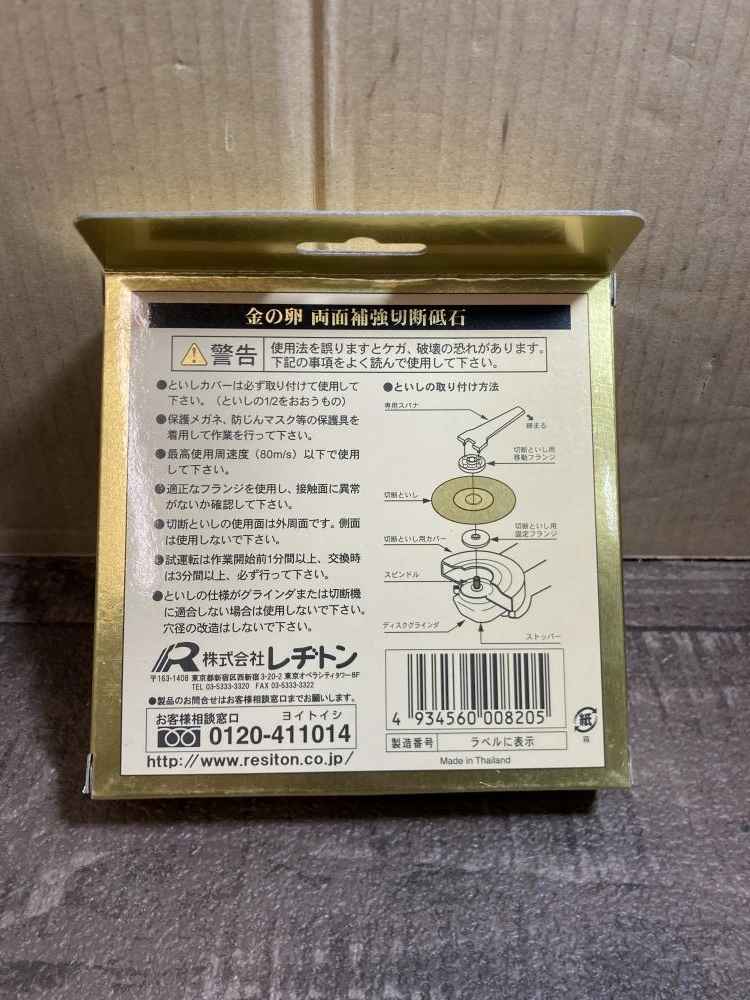 金の卵 両面補強切断砥石
警告
使用法を誤りますとケガ、破壊の恐れがあります。
下記の事項をよく読んで使用して下さい。
●といしカバーは必ず取り付けて使用して
下さい。（といしの1/2をおおうもの）
●保護メガネ、防じんマスク等の保護具を
着用して作業を行って下さい。
●最高使用周速度（80m/s）以下で使用
して下さい。
●適正なフランジを使用し、接触面に異常
がないか確認して下さい。
●切断といしの使用面は外周面です。側面
は使用しないで下さい。
●試運転は作業開始前1分間以上、交換時
は3分間以上、必ず行って下さい。
●といしの仕様がグラインダまたは切断機
に適合しない場合は使用しないで下さい。
穴径の改造はしないで下さい。
●といしの取り付け方法
専用スパナ
締まる
切断といし用
移動フランジ
切断といし
切断といし用
固定フランジ
切断といし用カバー
スピンドル
ディスクグラインダ
ストッパー
株式会社レヂトン
〒163-1408 東京都新宿区西新宿3-20-2 東京オペラシティタワー8F
TEL 03-5333-3320 FAX 03-5333-3322
●製品のお問合せはお客様相談窓口までお願いします。
お客様相談窓口 ヨイトイシ
0120-411014
http://www.resiton.co.jp/
4 934560 008205
製造番号 ラベルに表示
Made in Thailand
紙
箱